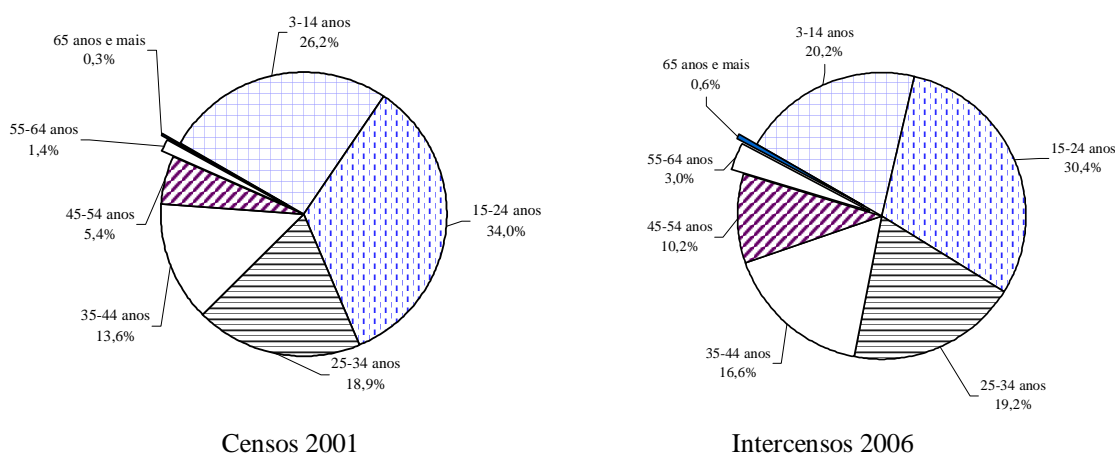 3-14 anos
26,2%
65 anos e mais
0,3%
55-64 anos
1,4%
45-54 anos
5,4%
35-44 anos
13,6%
25-34 anos
18,9%
15-24 anos
34,0%
Censos 2001
3-14 anos
20,2%
65 anos e mais
0,6%
55-64 anos
3,0%
45-54 anos
10,2%
35-44 anos
16,6%
25-34 anos
19,2%
15-24 anos
30,4%
Intercensos 2006